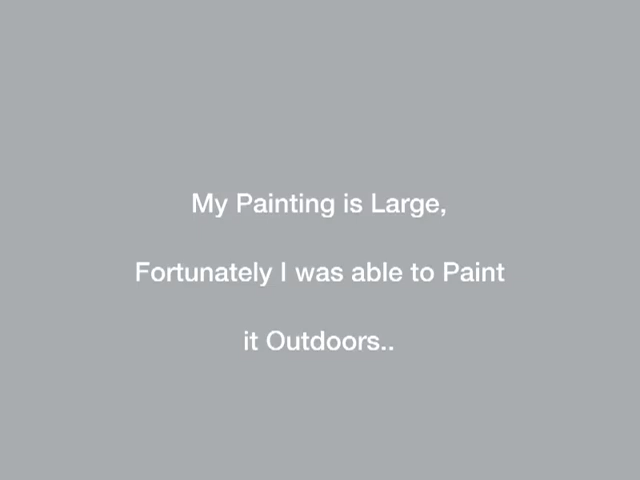 My Painting is Large,
Fortunately I was able to Paint
it Outdoors..